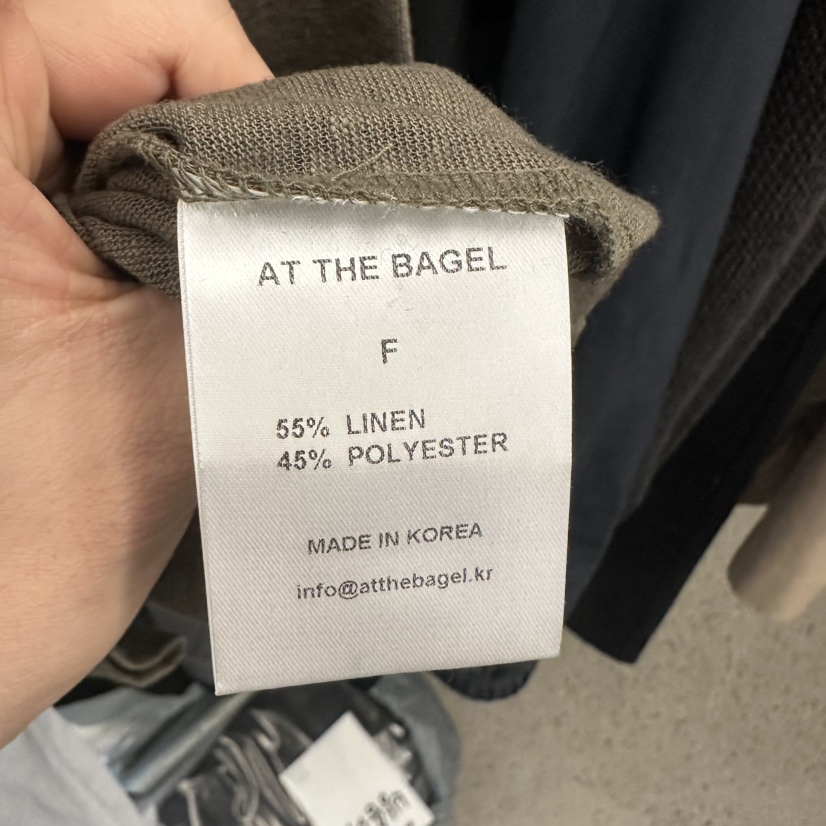 AT THE BAGEL
F
55% LINEN
45% POLYESTER
MADE IN KOREA
info@atthebagel.kr